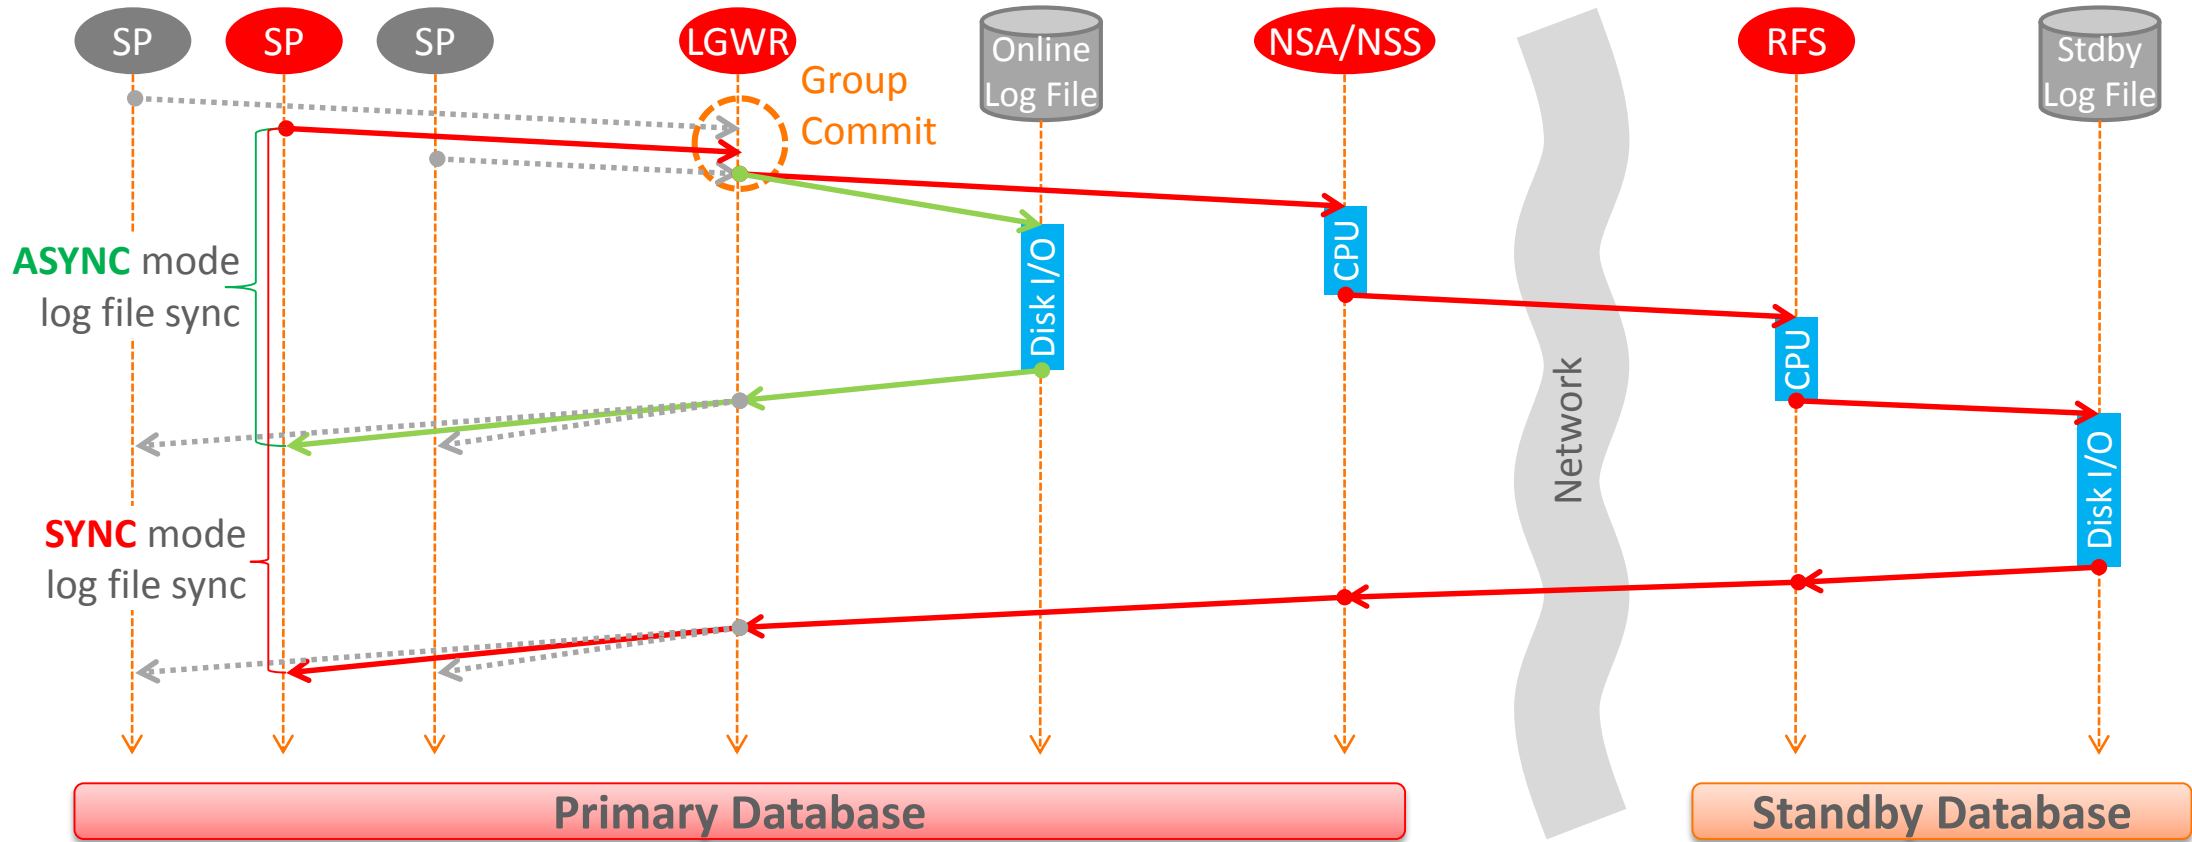 SP
SP
SP
LGWR
Online
Log File
NSA/NSS
RFS
Stdby
Log File
Group
Commit
ASYNC mode
log file sync
Disk I/O
CPU
Network
CPU
Disk I/O
SYNC mode
log file sync
Primary Database
Standby Database